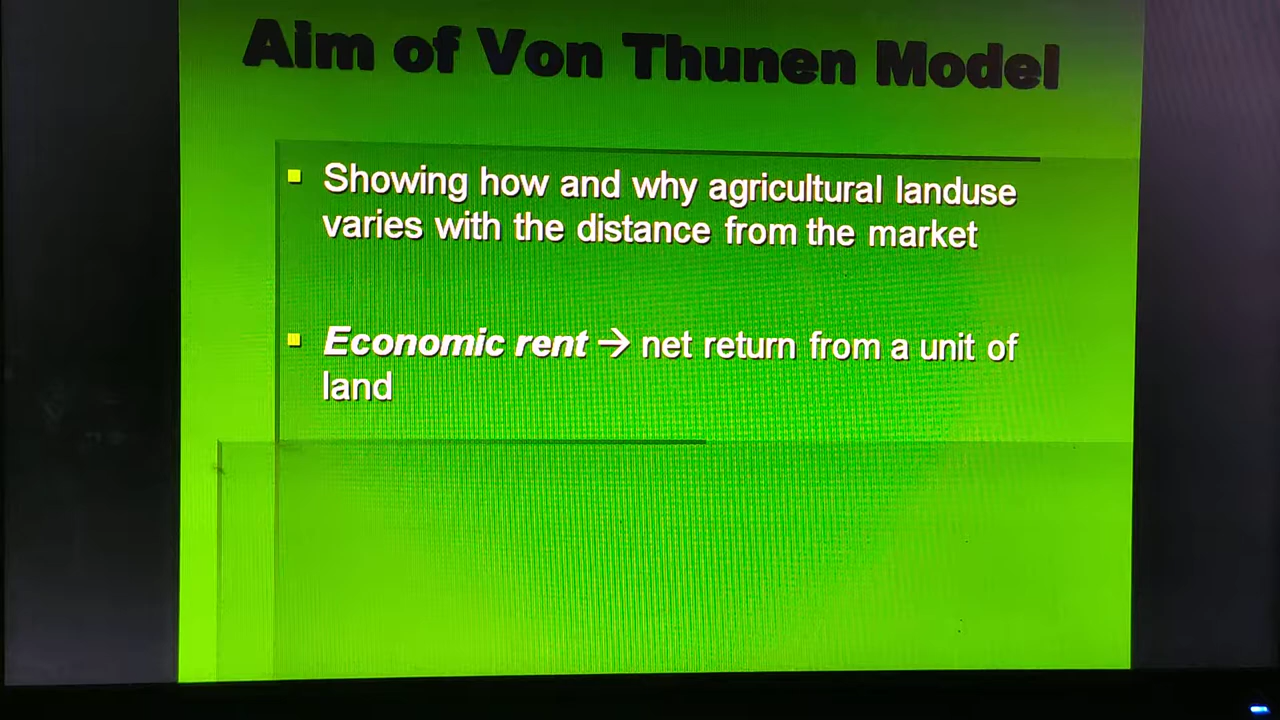 Aim of Von Thunen Model
Showing how and why agricultural landuse
varies with the distance from the market
Economic rent → net return from a unit of
land